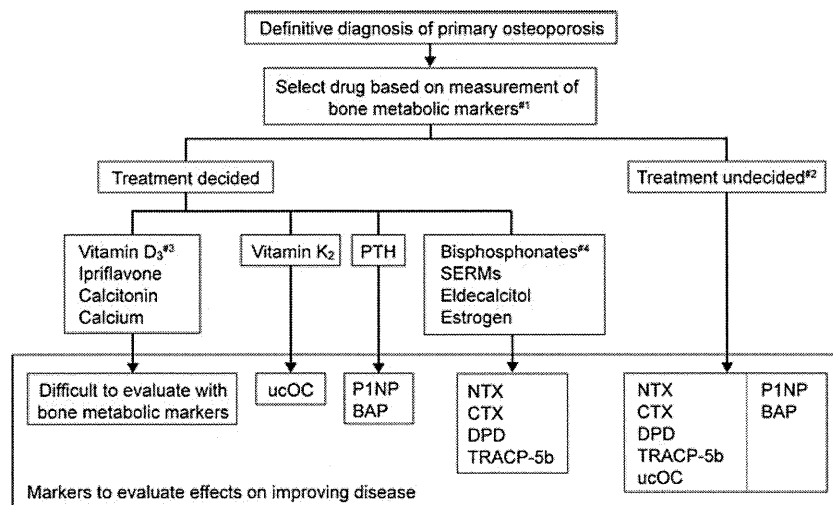 Definitive diagnosis of primary osteoporosis
Select drug based on measurement of
bone metabolic markers#1
Treatment decided
Treatment undecided#2
Vitamin D3#3
Ipriflavone
Calcitonin
Calcium
Vitamin K2
PTH
Bisphosphonates#4
SERMs
Eldecalcitol
Estrogen
Difficult to evaluate with
bone metabolic markers
ucOC
P1NP
BAP
NTX
CTX
DPD
TRACP-5b
NTX
CTX
DPD
TRACP-5b
ucOC
P1NP
BAP
Markers to evaluate effects on improving disease